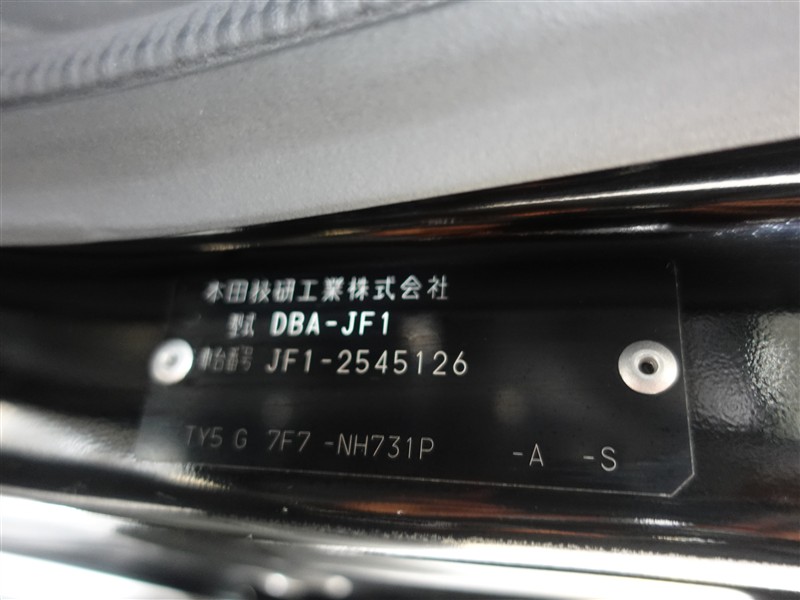 本田技研工業株式会社
型式 DBA-JF1
車台番号 JF1-2545126
TY5 G 7F7 -NH731P -A -S